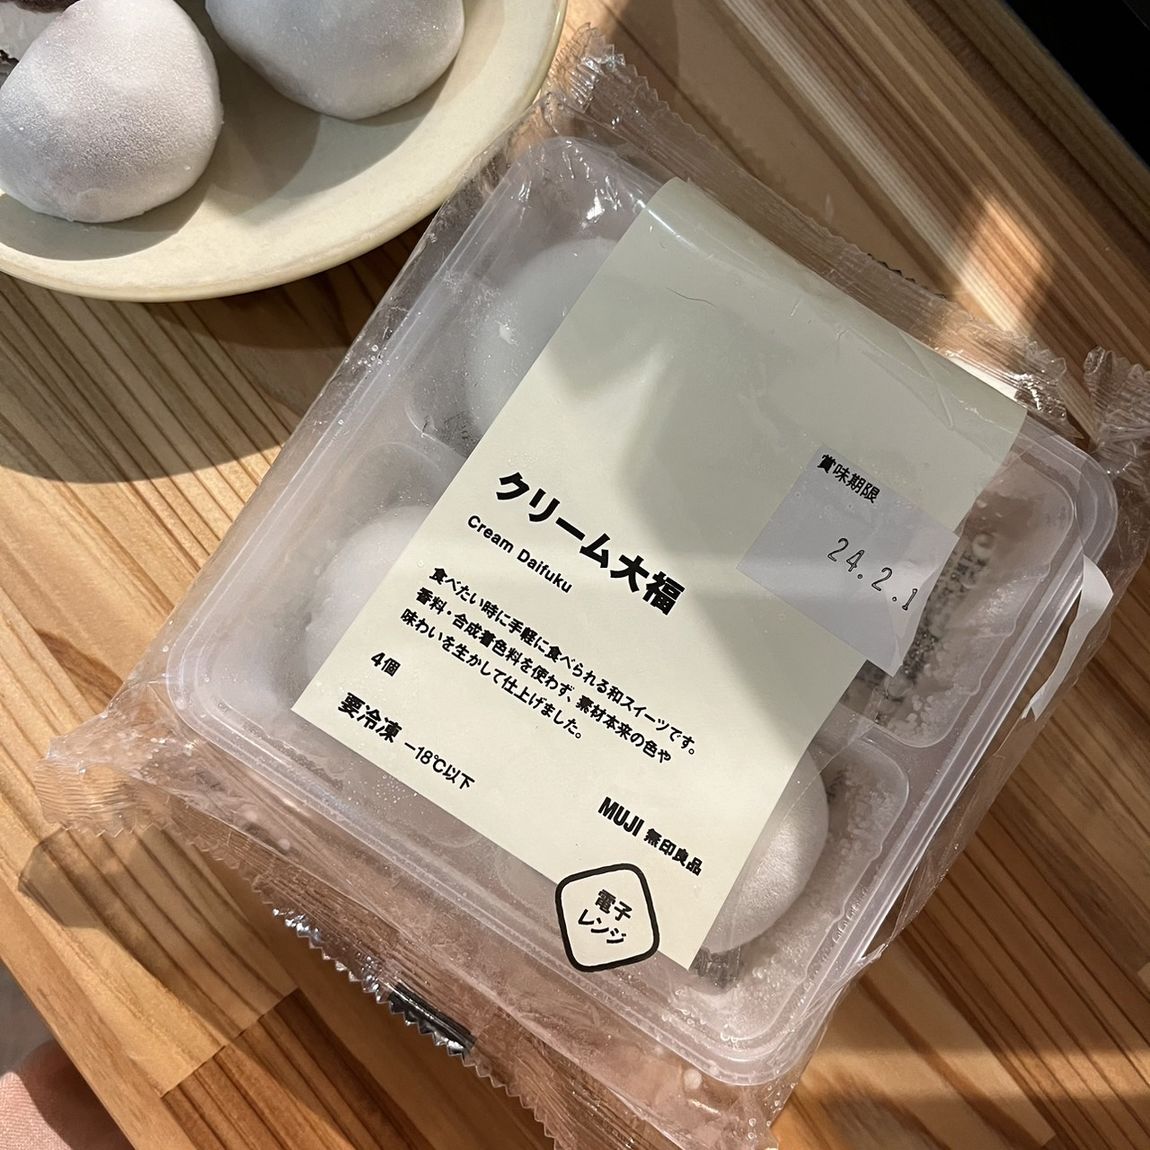 賞味期限
24.2.1
クリーム大福
Cream Daifuku
食べたい時に手軽に食べられる和スイーツです。
香料・合成着色料を使わず、素材本来の色や
味わいを生かして仕上げました。
4個
要冷凍 −18℃以下
MUJI 無印良品
電子
レンジ